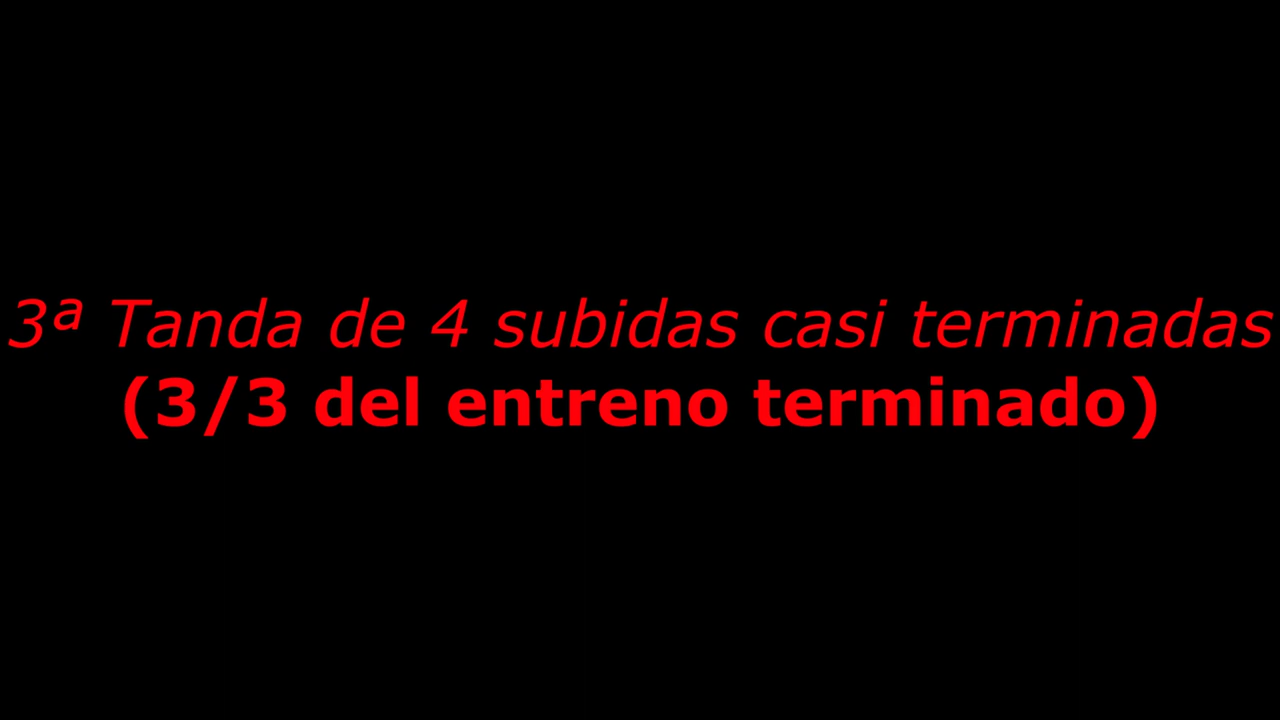 3ª Tanda de 4 subidas casi terminadas
(3/3 del entreno terminado)